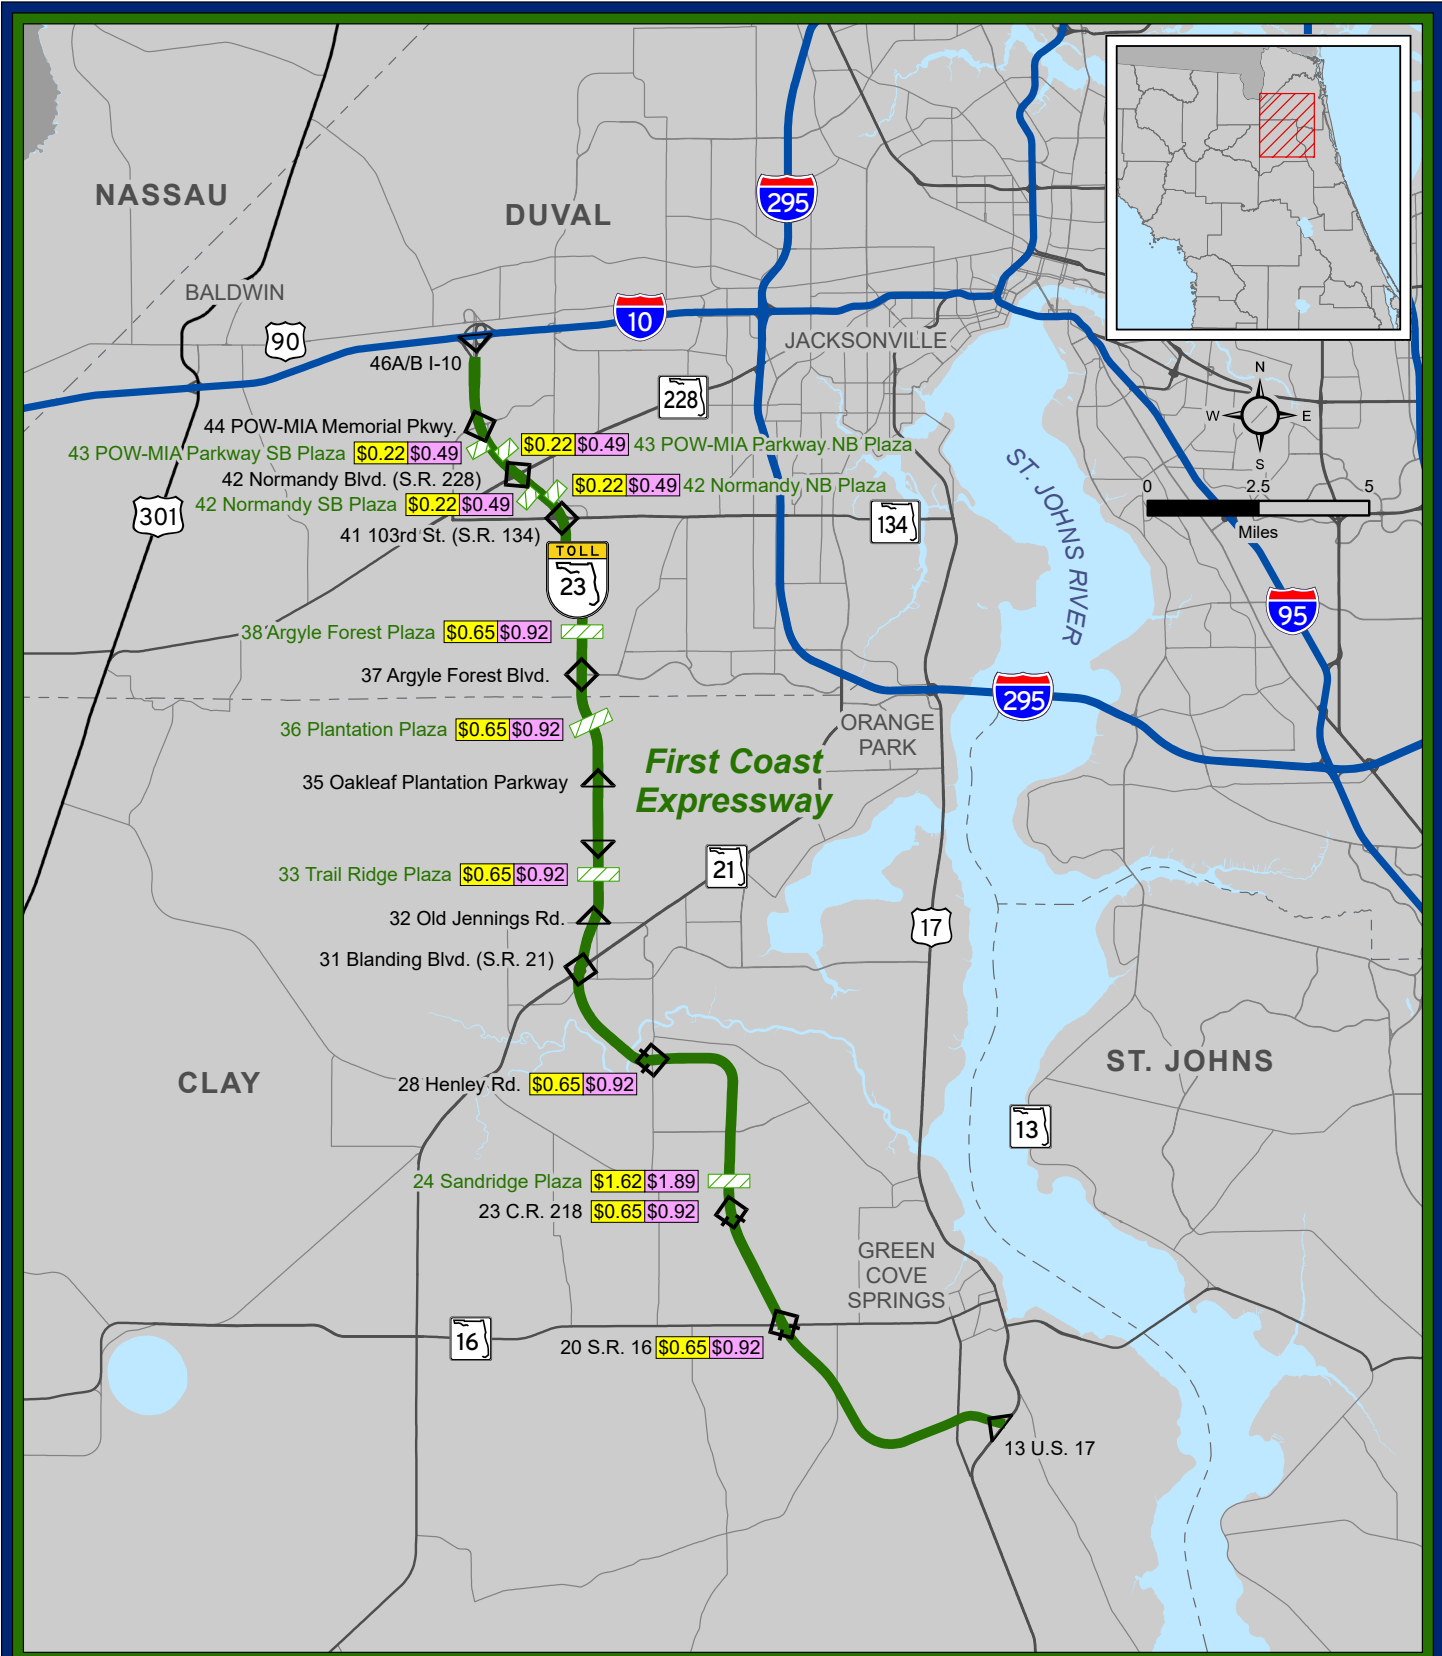 NASSAU
DUVAL
295
BALDWIN
10
90
JACKSONVILLE
46A/B I-10
228
N
W E
S
44 POW-MIA Memorial Pkwy.
43 POW-MIA Parkway SB Plaza $0.22 $0.49
$0.22 $0.49 43 POW-MIA Parkway NB Plaza
42 Normandy Blvd. (S.R. 228)
42 Normandy SB Plaza $0.22 $0.49
$0.22 $0.49 42 Normandy NB Plaza
0 2.5 5
Miles
301
134
41 103rd St. (S.R. 134)
ST. JOHNS RIVER
TOLL
23
95
38 Argyle Forest Plaza $0.65 $0.92
37 Argyle Forest Blvd.
295
36 Plantation Plaza $0.65 $0.92
ORANGE
PARK
First Coast
Expressway
35 Oakleaf Plantation Parkway
21
33 Trail Ridge Plaza $0.65 $0.92
32 Old Jennings Rd.
17
31 Blanding Blvd. (S.R. 21)
ST. JOHNS
CLAY
28 Henley Rd. $0.65 $0.92
13
24 Sandridge Plaza $1.62 $1.89
23 C.R. 218 $0.65 $0.92
GREEN
COVE
SPRINGS
16
20 S.R. 16 $0.65 $0.92
13 U.S. 17